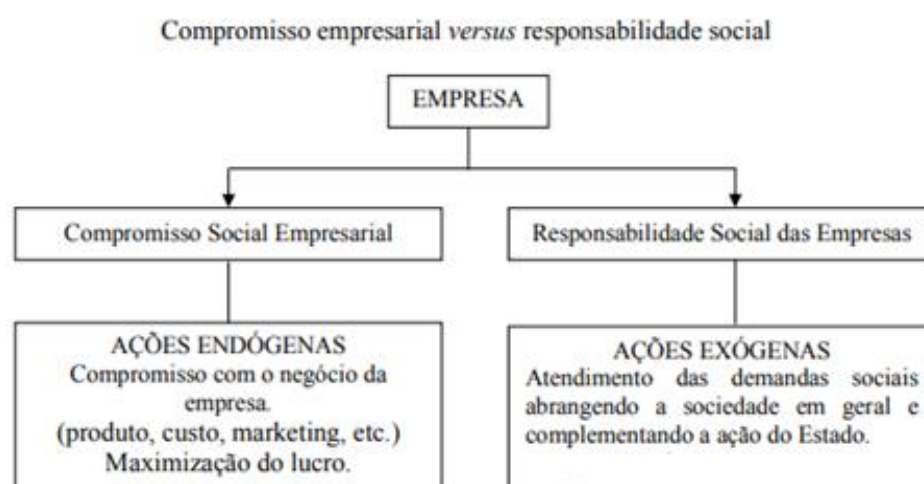 Compromisso empresarial versus responsabilidade social
EMPRESA
Compromisso Social Empresarial
Responsabilidade Social das Empresas
AÇÕES ENDÓGENAS
Compromisso com o negócio da
empresa.
(produto, custo, marketing, etc.)
Maximização do lucro.
AÇÕES EXÓGENAS
Atendimento das demandas sociais
abrangendo a sociedade em geral e
complementando a ação do Estado.